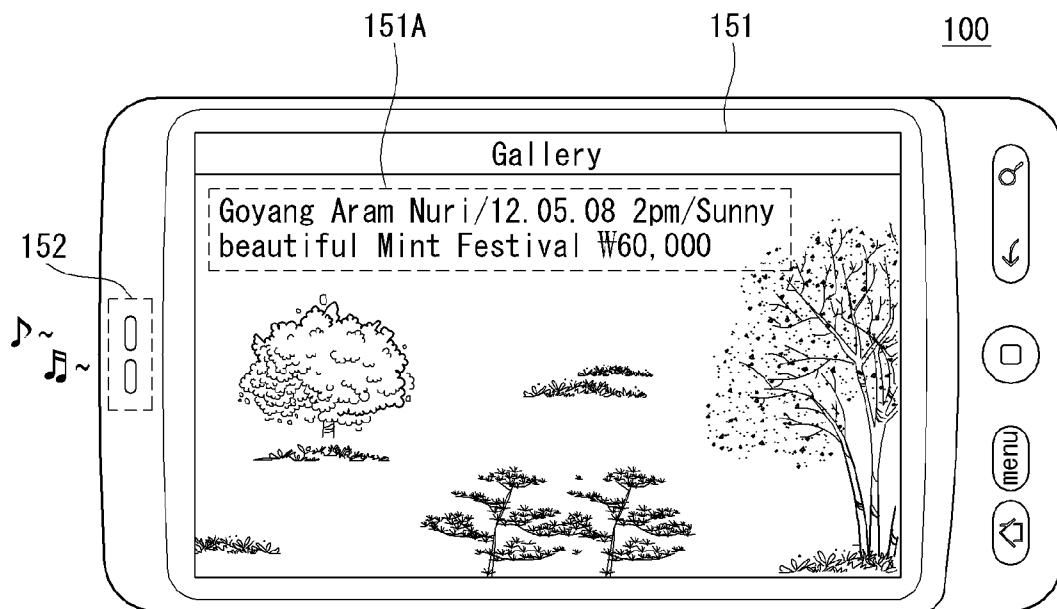 151A
151
100
Gallery
Goyang Aram Nuri/12.05.08 2pm/Sunny
beautiful Mint Festival ₩60,000
152
menu